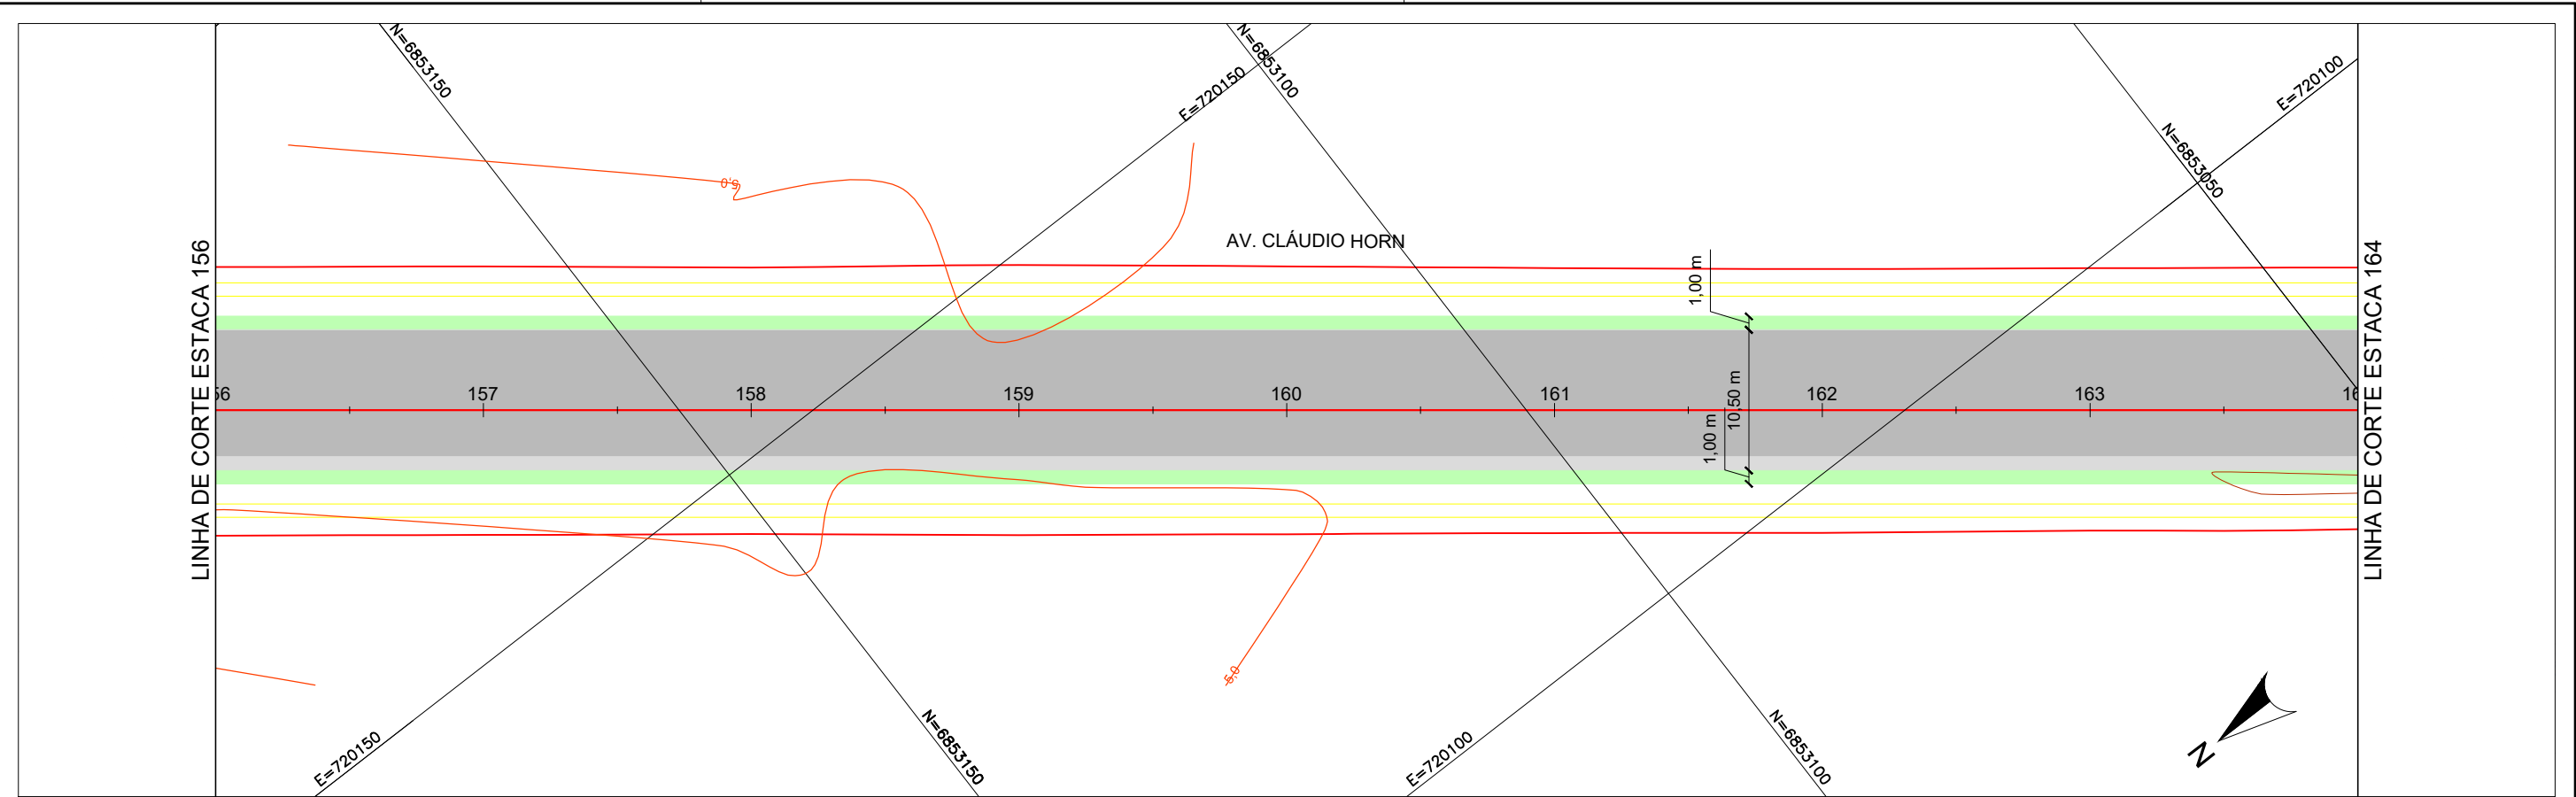 N=6853150
N=6853100
E=720150
E=720100
N=6853050
5,0
AV. CLÁUDIO HORN
1,00 m
LINHA DE CORTE ESTACA 156
LINHA DE CORTE ESTACA 164
56
157
158
159
160
161
162
163
16
10,50 m
1,00 m
5,0
E=720150
N=6853150
E=720100
N=6853100
N